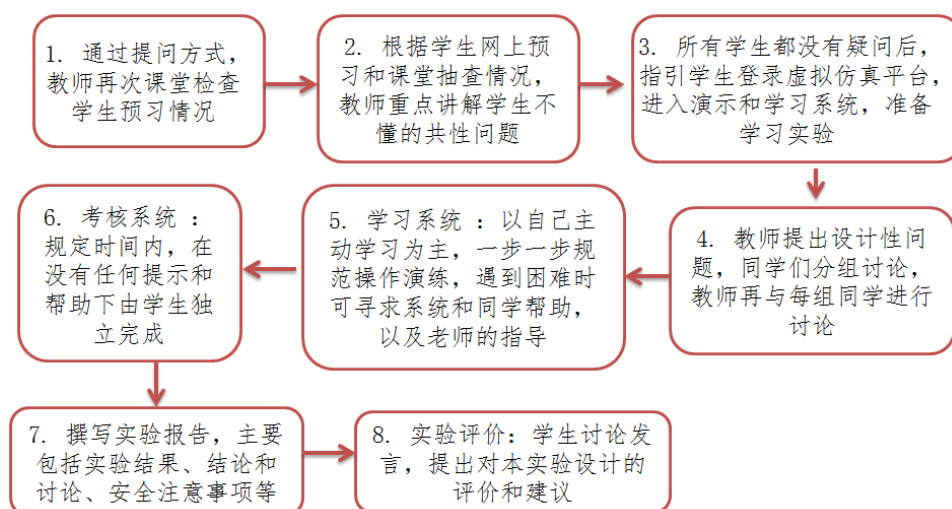 1. 通过提问方式，
教师再次课堂检查
学生预习情况
2. 根据学生网上预
习和课堂抽查情况，
教师重点讲解学生不
懂的共性问题
3. 所有学生都没有疑问后，
指引学生登录虚拟仿真平台，
进入演示和学习系统，准备
学习实验
4. 教师提出设计性问
题，同学们分组讨论，
教师再与每组同学进行
讨论
5. 学习系统 ：以自己主
动学习为主，一步一步规
范操作演练，遇到困难时
可寻求系统和同学帮助，
以及老师的指导
6. 考核系统 ：
规定时间内，在
没有任何提示和
帮助下由学生独
立完成
7. 撰写实验报告，主要
包括实验结果、结论和
讨论、安全注意事项等
8. 实验评价：学生讨论发
言，提出对本实验设计的
评价和建议